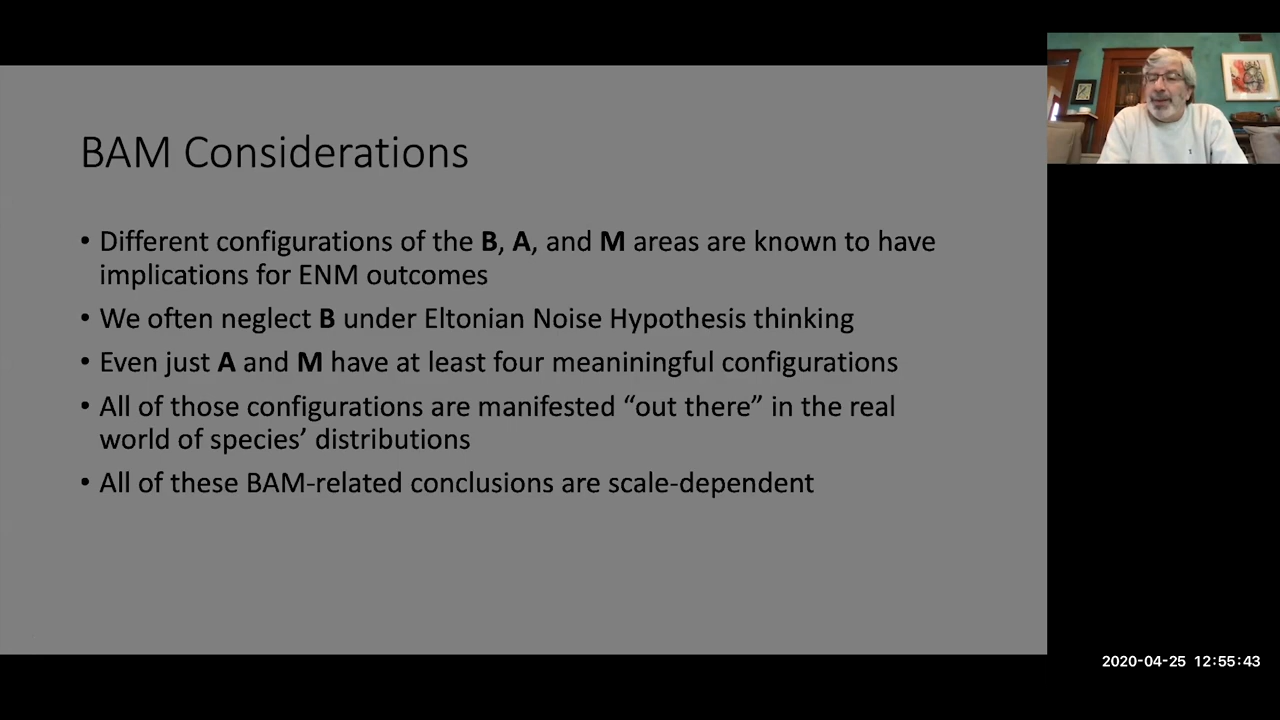 BAM Considerations
• Different configurations of the B, A, and M areas are known to have
implications for ENM outcomes
• We often neglect B under Eltonian Noise Hypothesis thinking
• Even just A and M have at least four meaniningful configurations
• All of those configurations are manifested “out there” in the real
world of species’ distributions
• All of these BAM-related conclusions are scale-dependent
2020-04-25 12:55:43